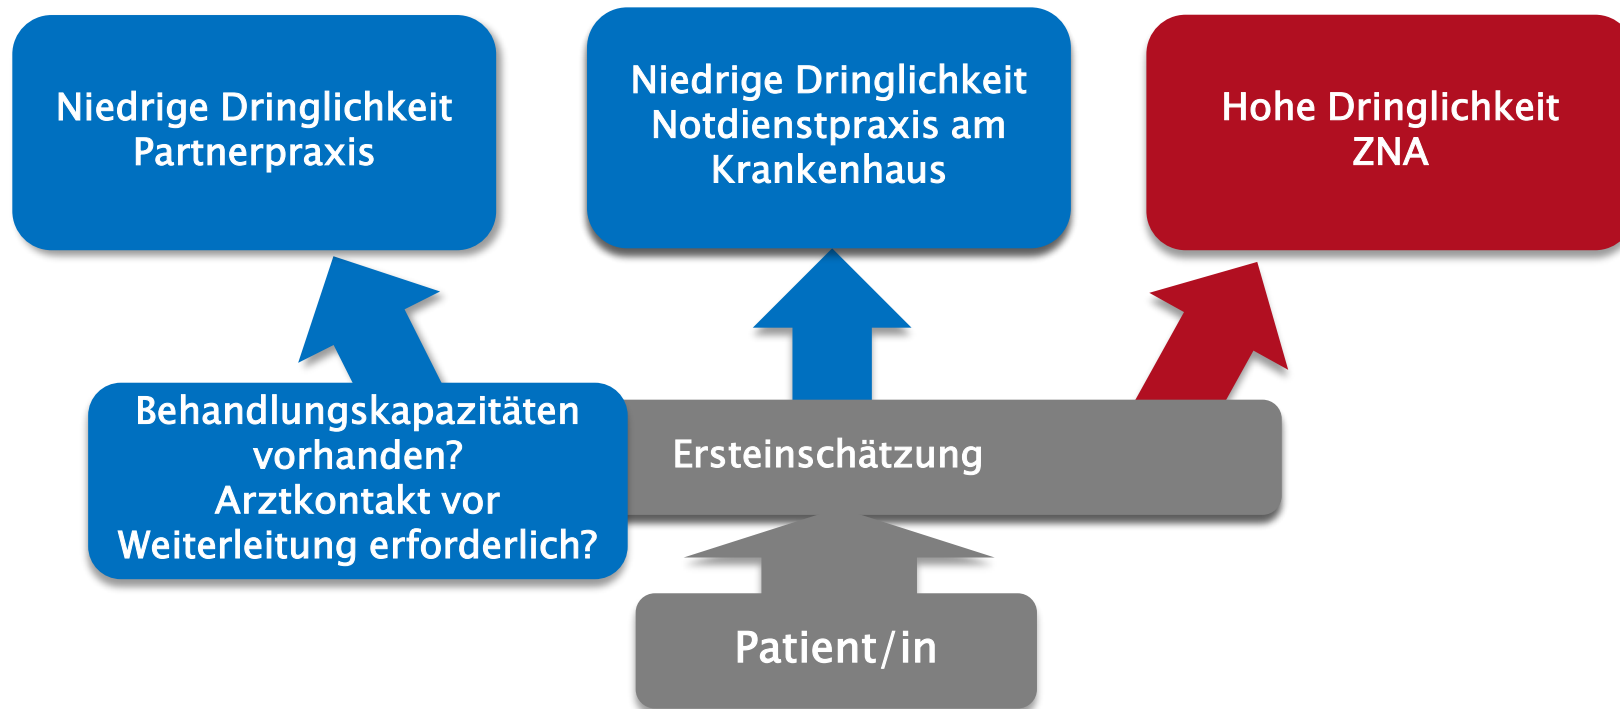 Niedrige Dringlichkeit
Partnerpraxis
Niedrige Dringlichkeit
Notdienstpraxis am
Krankenhaus
Hohe Dringlichkeit
ZNA
Behandlungskapazitäten
vorhanden?
Arztkontakt vor
Weiterleitung erforderlich?
Ersteinschätzung
Patient/in